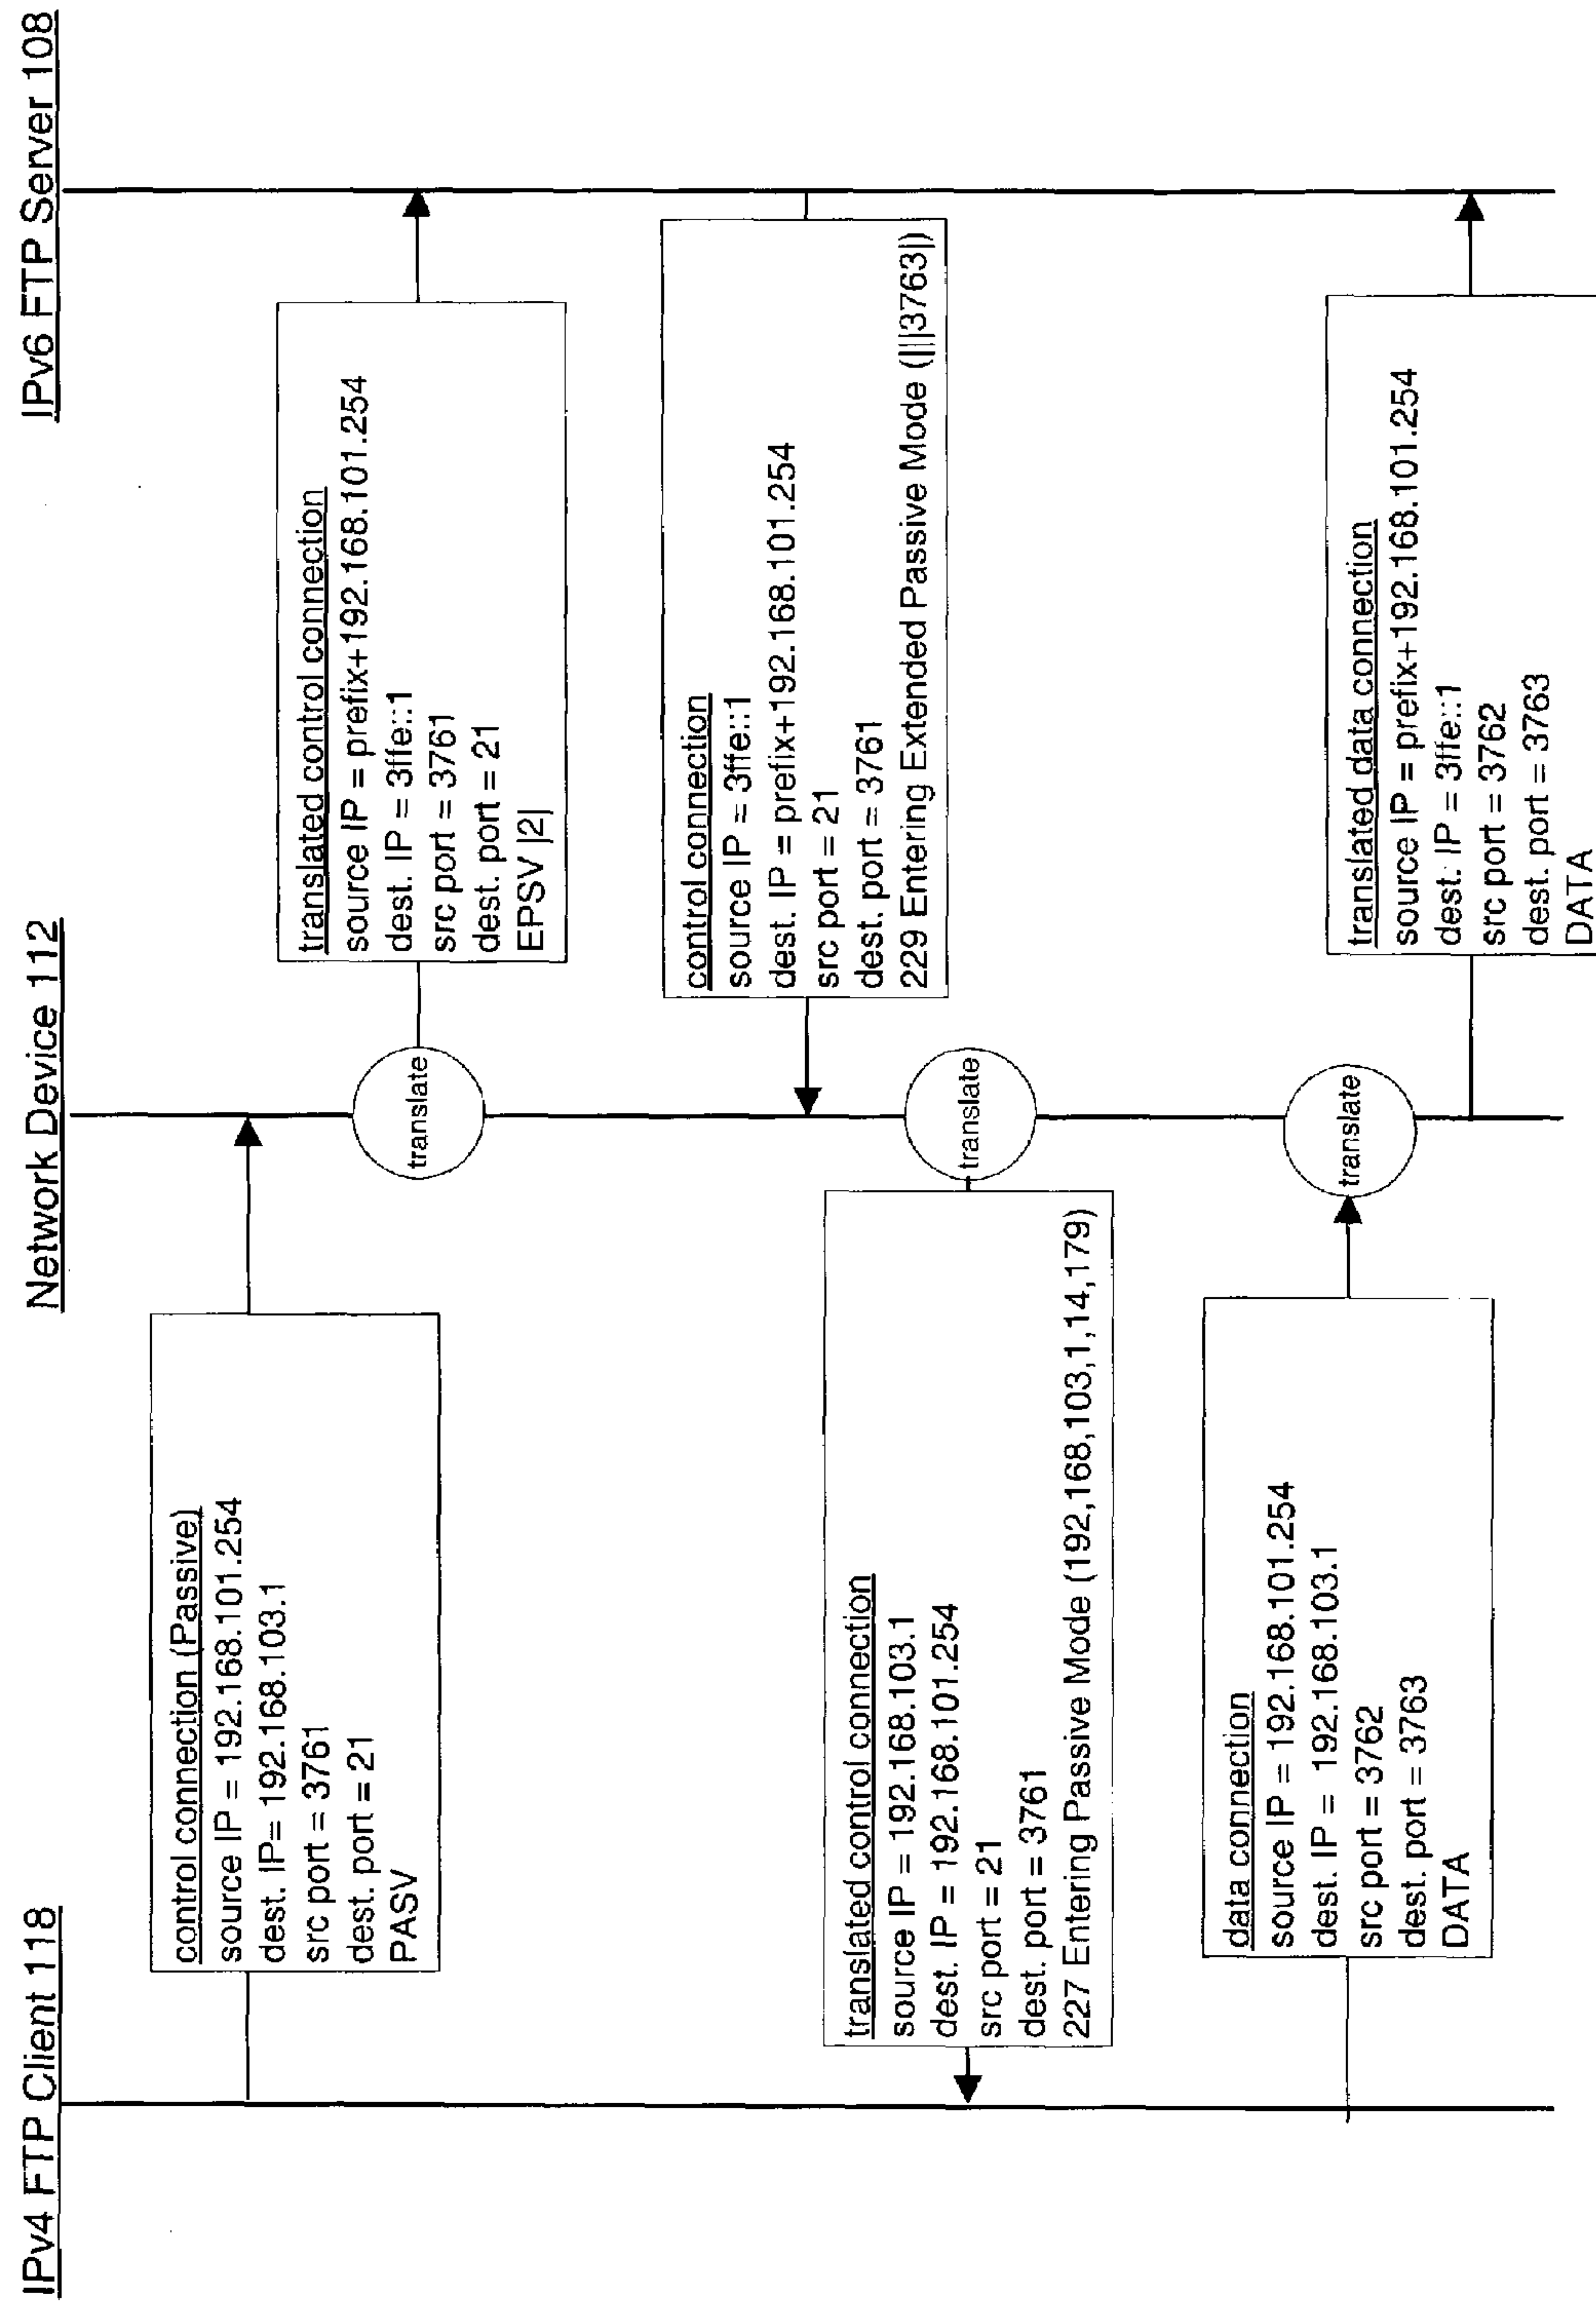 IPv4 FTP Client 118
Network Device 112
IPv6 FTP Server 108
control connection (Passive)
source IP = 192.168.101.254
dest. IP= 192.168.103.1
src port = 3761
dest. port = 21
PASV
translate
translated control connection
source IP = prefix+192.168.101.254
dest. IP = 3ffe::1
src port = 3761
dest. port = 21
EPSV |2|
control connection
source IP = 3ffe::1
dest. IP = prefix+192.168.101.254
src port = 21
dest. port = 3761
229 Entering Extended Passive Mode (|||3763|)
translate
translated control connection
source IP = 192.168.103.1
dest. IP = 192.168.101.254
src port = 21
dest. port = 3761
227 Entering Passive Mode (192,168,103,1,14,179)
data connection
source IP = 192.168.101.254
dest. IP = 192.168.103.1
src port = 3762
dest. port = 3763
DATA
translate
translated data connection
source IP = prefix+192.168.101.254
dest. IP = 3ffe::1
src port = 3762
dest. port = 3763
DATA